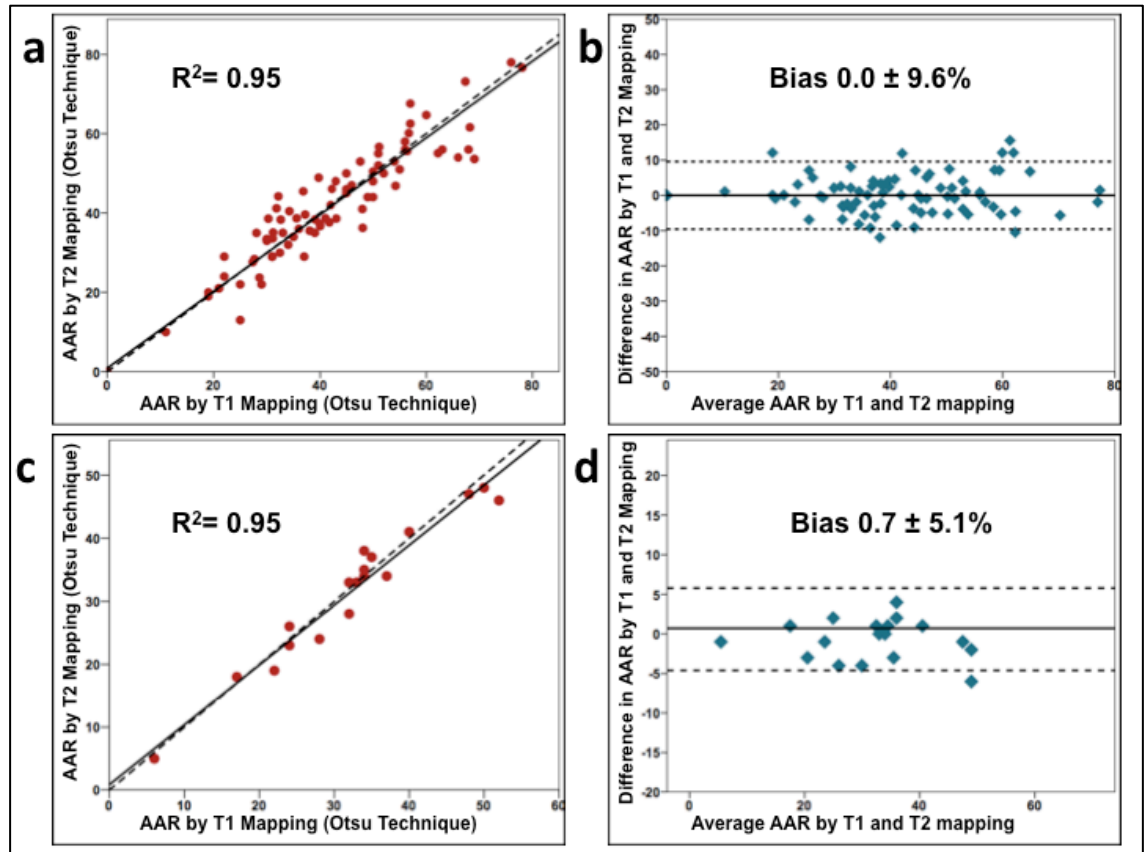 a
R²= 0.95
AAR by T2 Mapping (Otsu Technique)
80
60
40
20
0
0 20 40 60 80
AAR by T1 Mapping (Otsu Technique)
b
Bias 0.0 ± 9.6%
Difference in AAR by T1 and T2 Mapping
50
40
30
20
10
0
-10
-20
-30
-40
-50
0 20 40 60 80
Average AAR by T1 and T2 mapping
c
R²= 0.95
AAR by T2 Mapping (Otsu Technique)
50
40
30
20
10
0
0 10 20 30 40 50 60
AAR by T1 Mapping (Otsu Technique)
d
Bias 0.7 ± 5.1%
Difference in AAR by T1 and T2 Mapping
20
15
10
5
0
-5
-10
-15
-20
0 20 40 60
Average AAR by T1 and T2 mapping